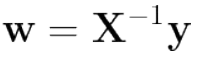 𝐰 = 𝐗⁻¹𝐲